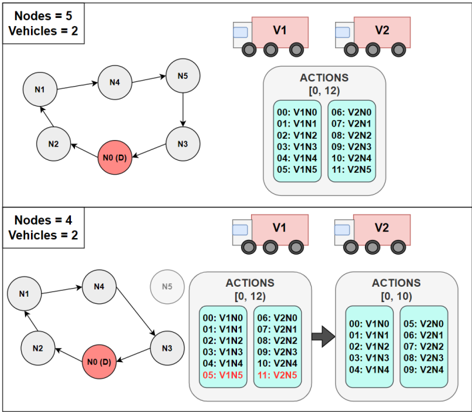 Nodes = 5
Vehicles = 2
V1
V2
N1
N4
N5
N2
N0 (D)
N3
ACTIONS
[0, 12)
00: V1N0
01: V1N1
02: V1N2
03: V1N3
04: V1N4
05: V1N5
06: V2N0
07: V2N1
08: V2N2
09: V2N3
10: V2N4
11: V2N5
Nodes = 4
Vehicles = 2
V1
V2
N1
N4
N5
N2
N0 (D)
N3
ACTIONS
[0, 12)
00: V1N0
01: V1N1
02: V1N2
03: V1N3
04: V1N4
05: V1N5
06: V2N0
07: V2N1
08: V2N2
09: V2N3
10: V2N4
11: V2N5
ACTIONS
[0, 10)
00: V1N0
01: V1N1
02: V1N2
03: V1N3
04: V1N4
05: V2N0
06: V2N1
07: V2N2
08: V2N3
09: V2N4